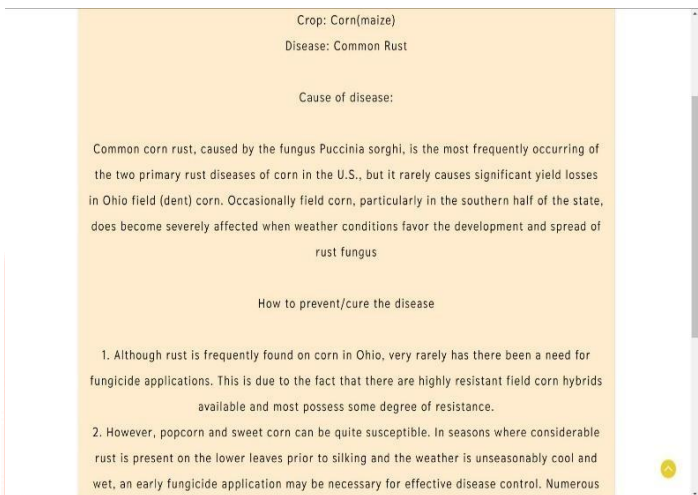 Crop: Corn(maize)
Disease: Common Rust
Cause of disease:
Common corn rust, caused by the fungus Puccinia sorghi, is the most frequently occurring of
the two primary rust diseases of corn in the U.S., but it rarely causes significant yield losses
in Ohio field (dent) corn. Occasionally field corn, particularly in the southern half of the state,
does become severely affected when weather conditions favor the development and spread of
rust fungus
How to prevent/cure the disease
1. Although rust is frequently found on corn in Ohio, very rarely has there been a need for
fungicide applications. This is due to the fact that there are highly resistant field corn hybrids
available and most possess some degree of resistance.
2. However, popcorn and sweet corn can be quite susceptible. In seasons where considerable
rust is present on the lower leaves prior to silking and the weather is unseasonably cool and
wet, an early fungicide application may be necessary for effective disease control. Numerous